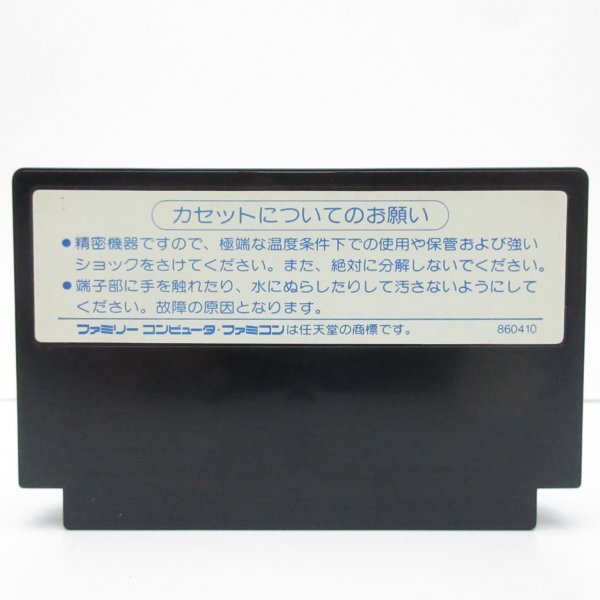 カセットについてのお願い
●精密機器ですので、極端な温度条件下での使用や保管および強い
ショックをさけてください。また、絶対に分解しないでください。
●端子部に手を触れたり、水にぬらしたりして汚さないようにして
ください。故障の原因となります。
ファミリー コンピュータ・ファミコンは任天堂の商標です。 860410